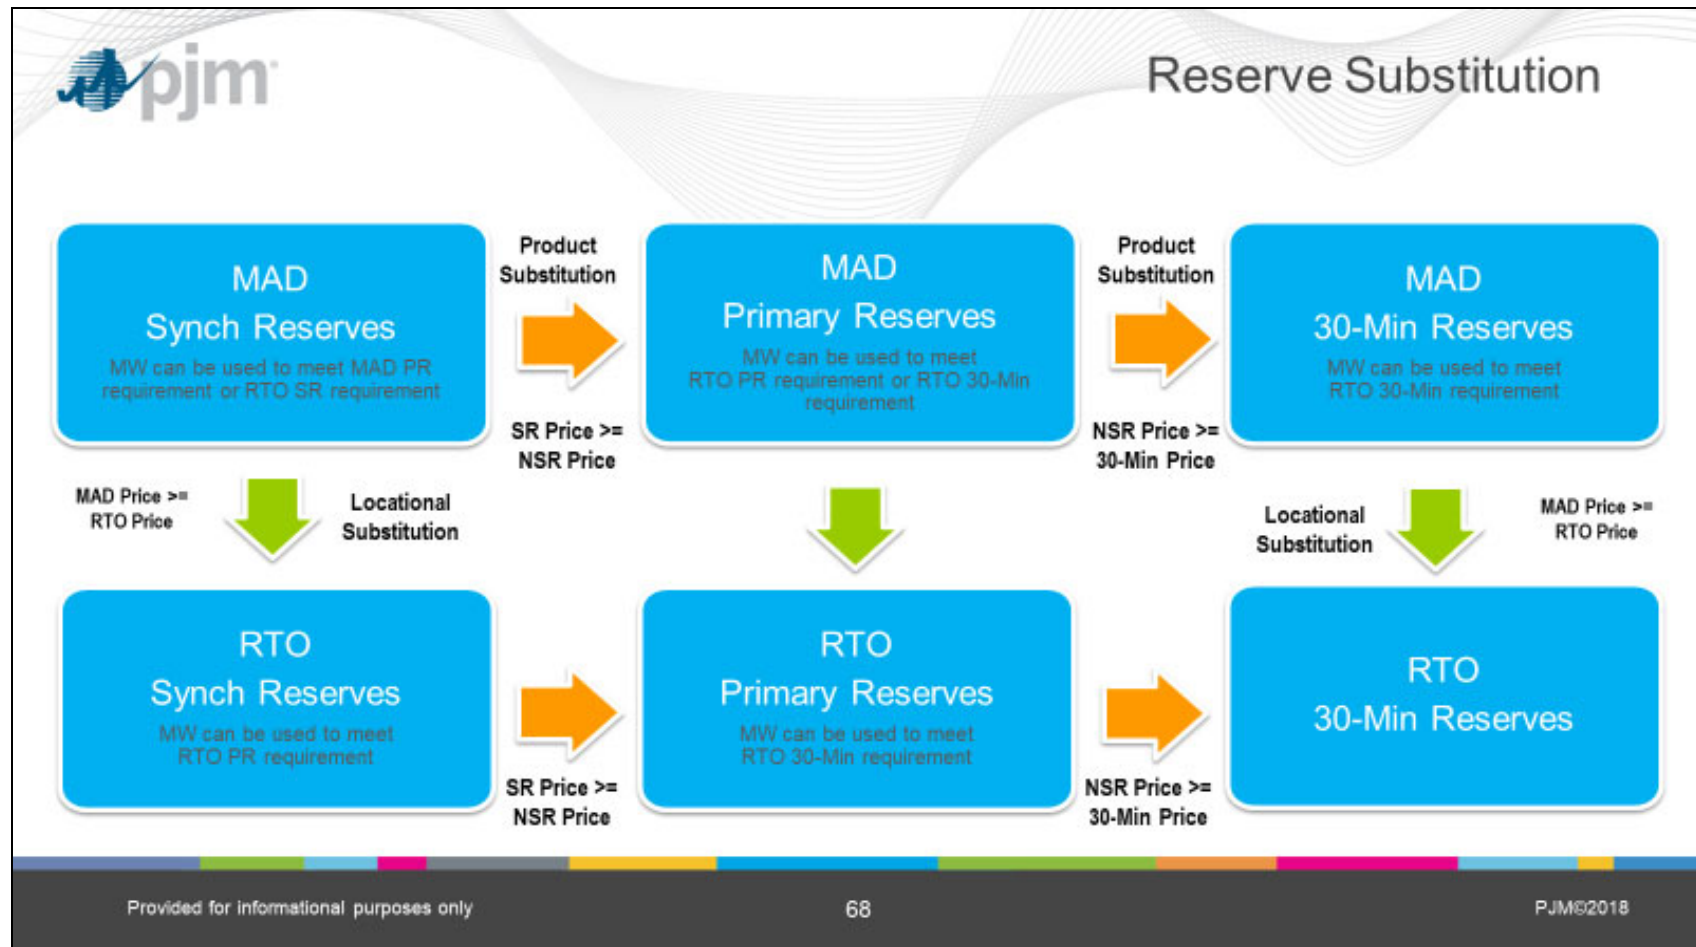 pjm
Reserve Substitution
MAD
Synch Reserves
MW can be used to meet MAD PR
requirement or RTO SR requirement
Product
Substitution
SR Price >=
NSR Price
MAD
Primary Reserves
MW can be used to meet
RTO PR requirement or RTO 30-Min
requirement
Product
Substitution
NSR Price >=
30-Min Price
MAD
30-Min Reserves
MW can be used to meet
RTO 30-Min requirement
MAD Price >=
RTO Price
Locational
Substitution
Locational
Substitution
MAD Price >=
RTO Price
RTO
Synch Reserves
MW can be used to meet
RTO PR requirement
SR Price >=
NSR Price
RTO
Primary Reserves
MW can be used to meet
RTO 30-Min requirement
NSR Price >=
30-Min Price
RTO
30-Min Reserves
Provided for informational purposes only
68
PJM©2018